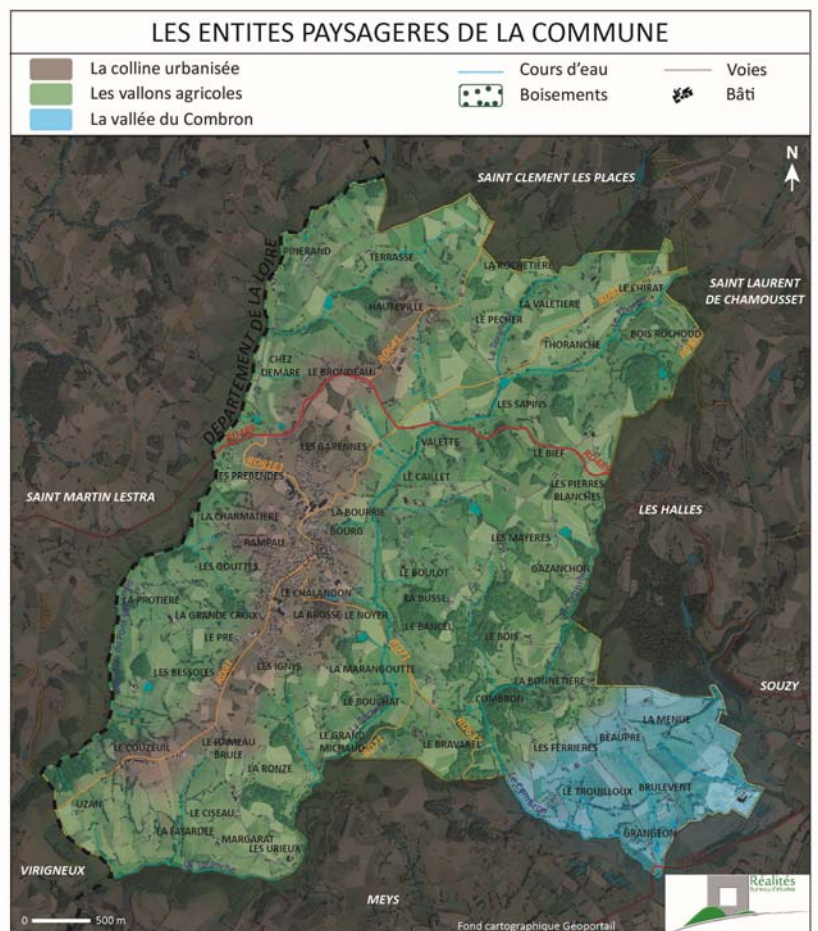 LES ENTITES PAYSAGERES DE LA COMMUNE
La colline urbanisée
Les vallons agricoles
La vallée du Combron
Cours d'eau
Boisements
Voies
Bâti
N
SAINT CLEMENT LES PLACES
PINERAND
TERRASSE
LA ROCHETIERE
DEPARTEMENT DE LA LOIRE
SAINT LAURENT
DE CHAMOUSSET
LE CHIRAT
HAUTEVILLE
LA VALETIERE
LE PECHER
BOIS ROCHOUD
THORANCHE
CHEZ
DEMARE
LE BRONDEAU
LES SAPINS
LES GARENNES
VALETTE
LE BIEF
LES PREBENDES
LE CAILLET
LES PIERRES
BLANCHES
SAINT MARTIN LESTRA
LES HALLES
LA CHARMATIERE
LA BOURRIE
BOURG
RAMPAU
LES MAYERES
LES GOUTTES
LE BOULOT
GAZANCHON
LA PROTIERE
LE CHALANDON
LA BUSSE
LA GRANDE CROIX
LA BROSSE
LE NOYER
LE BANCEL
LE PRE
LE BOIS
LES BESSOLES
LES IGNYS
LA MARANGOUTTE
LA BONNETIERE
SOUZY
LE BOUCHAT
COMBRON
LA MENUE
LE COUZEUIL
LE HAMEAU
BRULE
LE GRAND
MICHAUD
LE BRAVAREL
LES FERRIERES
BEAUPRE
LA RONZE
LE TROUILLOUX
BRULEVENT
UZAN
LE CISEAU
LA FAYARDEE
MARGARAT
LES URIEUX
GRANGEON
VIRIGNEUX
MEYS
Réalités
Bureau d'études
0
500 m
Fond cartographique Géoportail